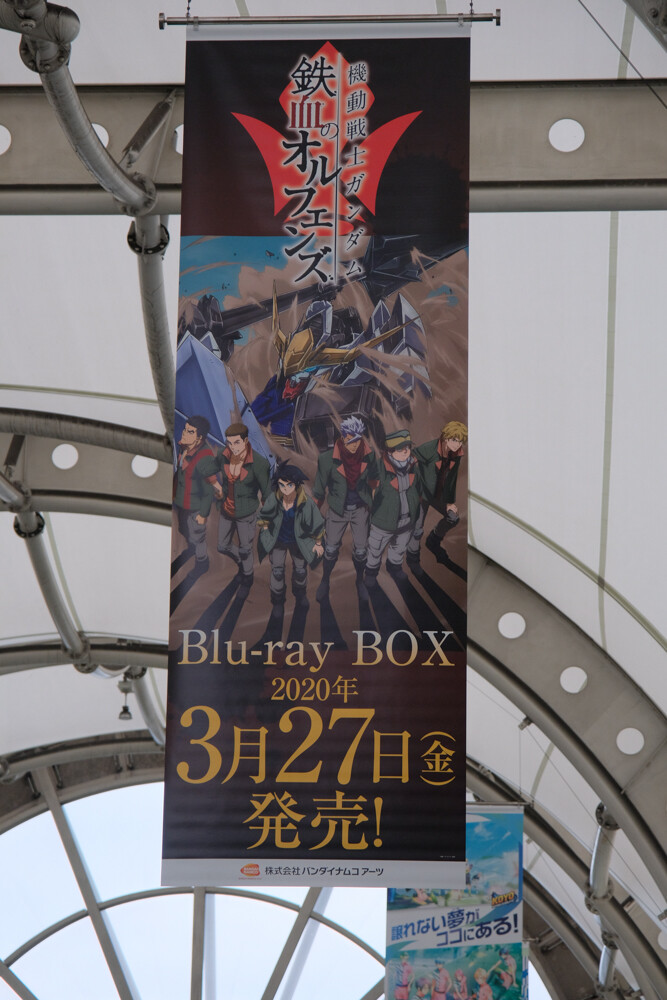 機動戦士ガンダム
鉄血のオルフェンズ
Blu-ray BOX
2020年
3月27日(金)
発売!
株式会社バンダイナムコアーツ
譲れない夢が
ココにある!